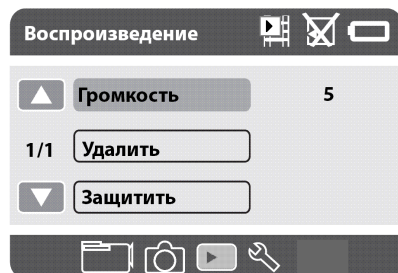 Воспроизведение
Громкость 5
1/1 Удалить
Защитить